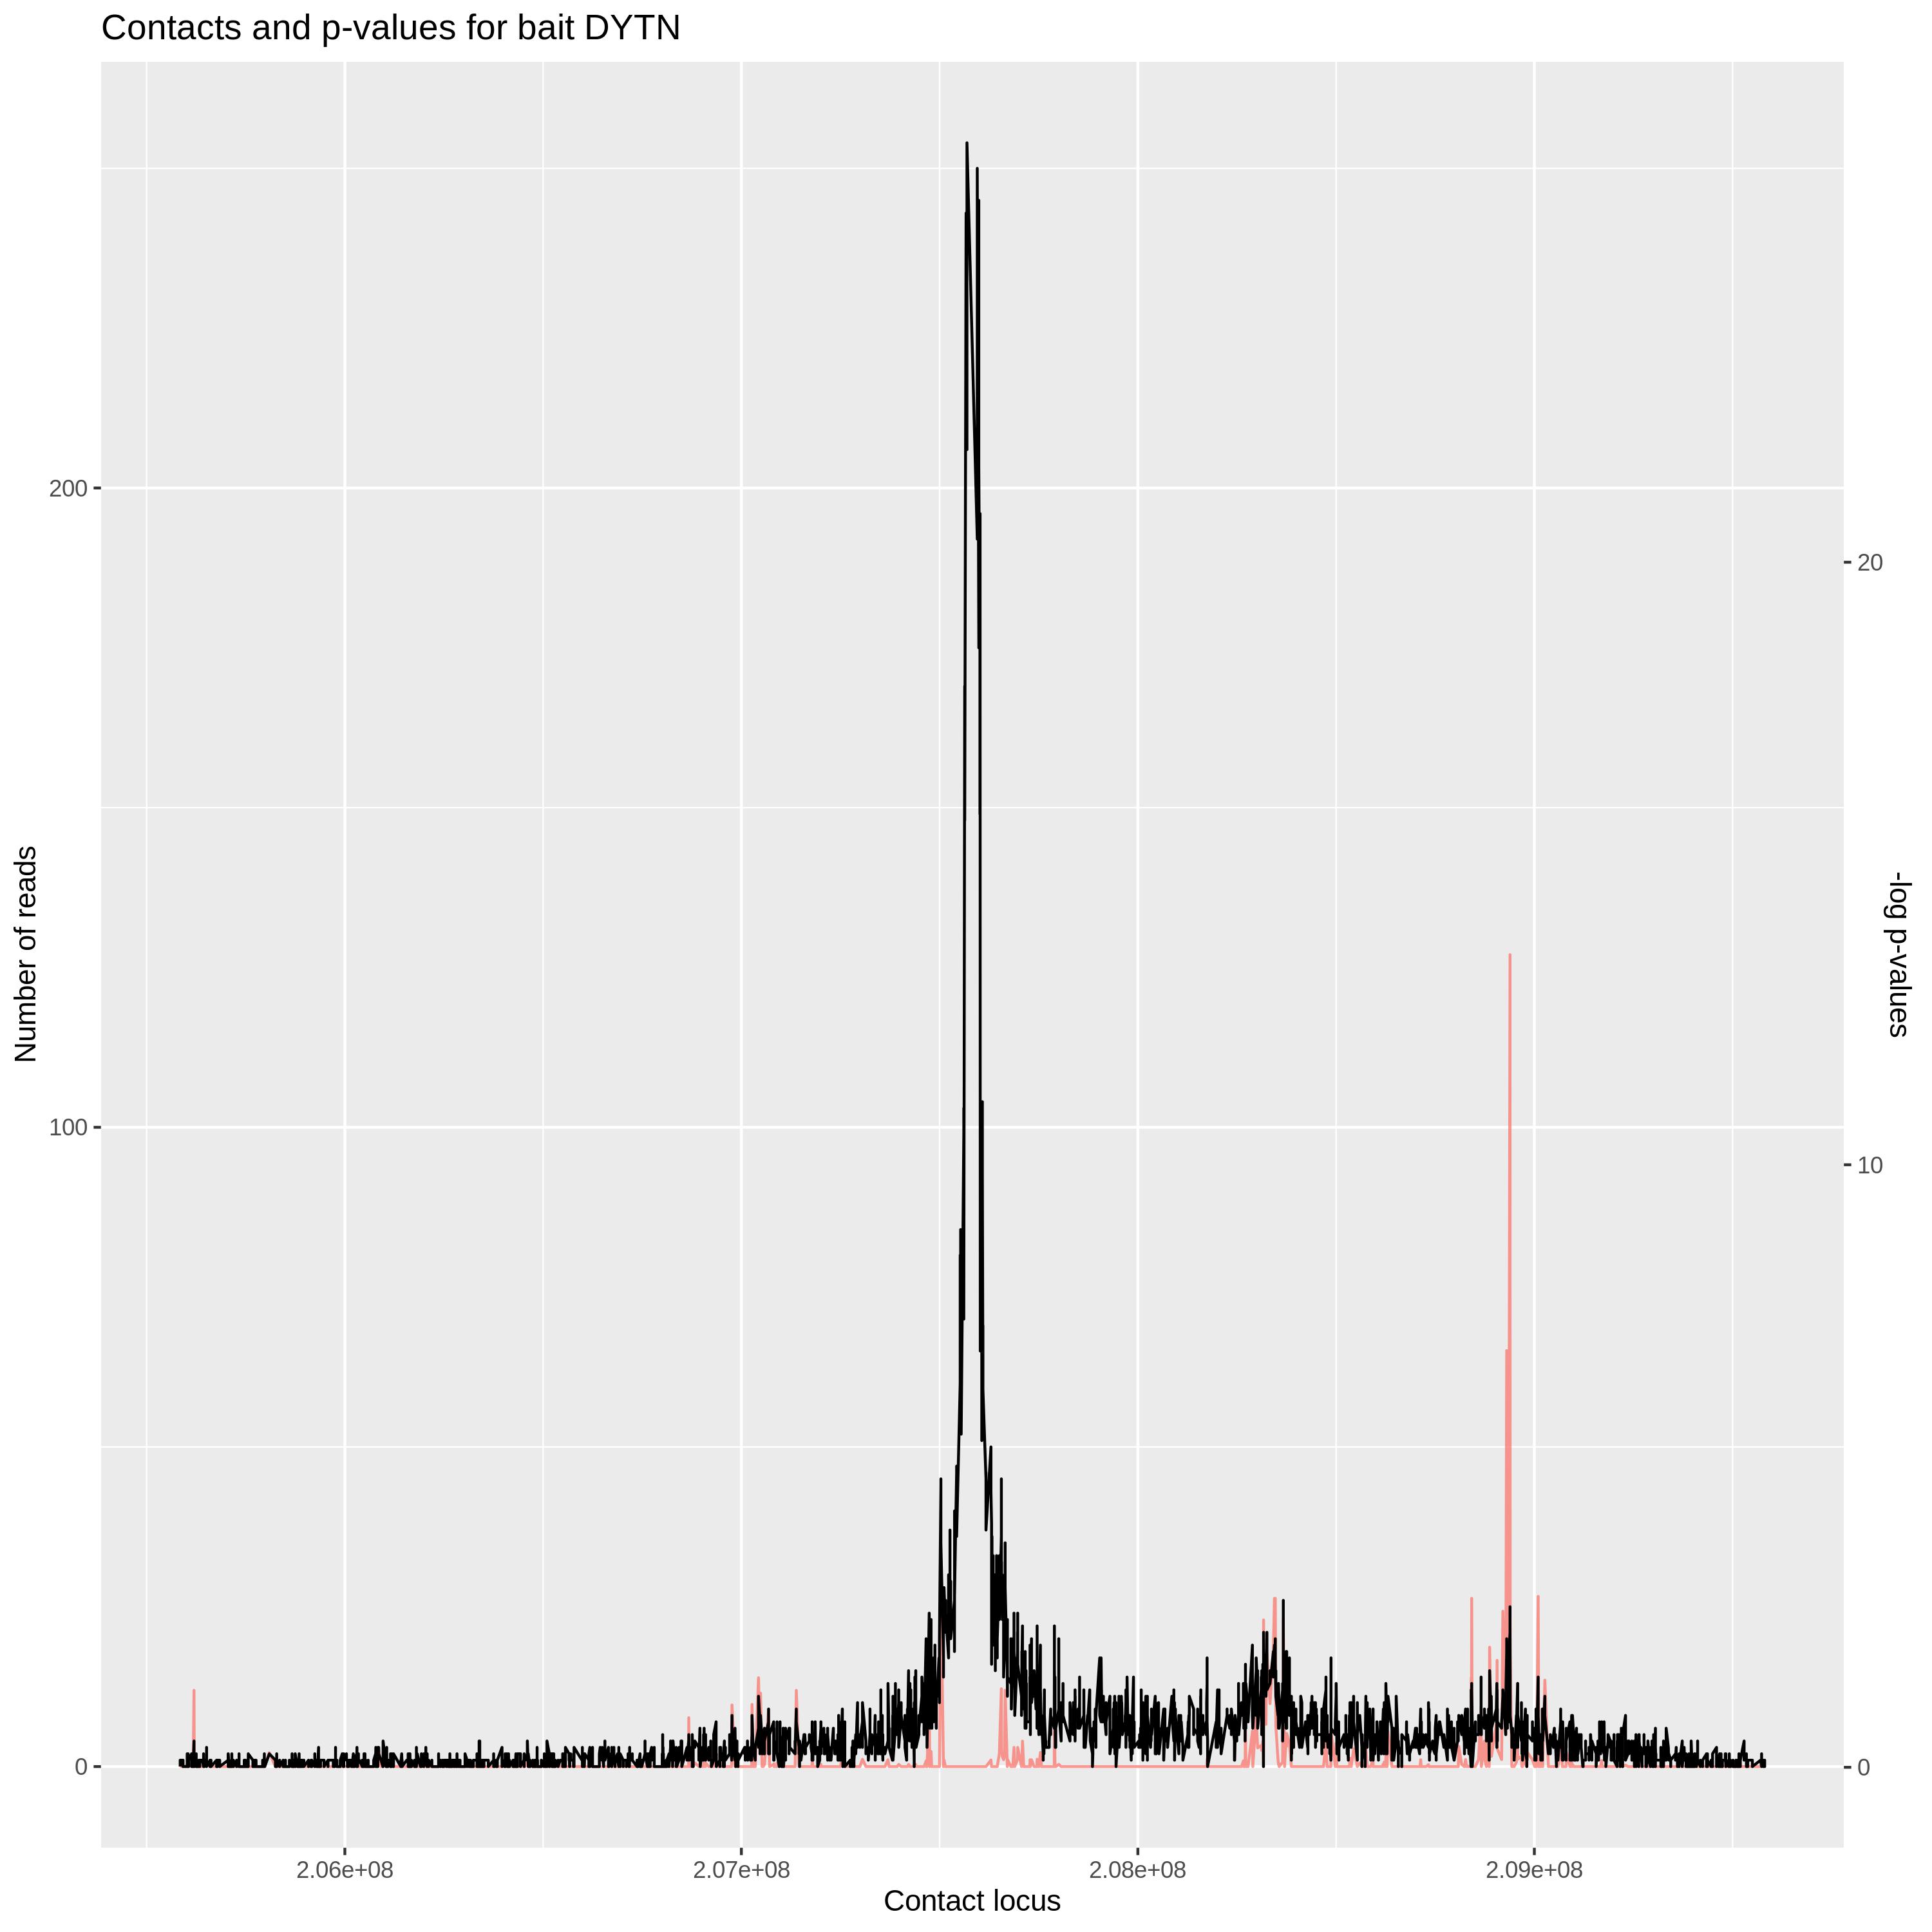 Contacts and p-values for bait DYTN
Number of reads
200
100
0
20
10
0
-log p-values
2.06e+08
2.07e+08
2.08e+08
2.09e+08
Contact locus